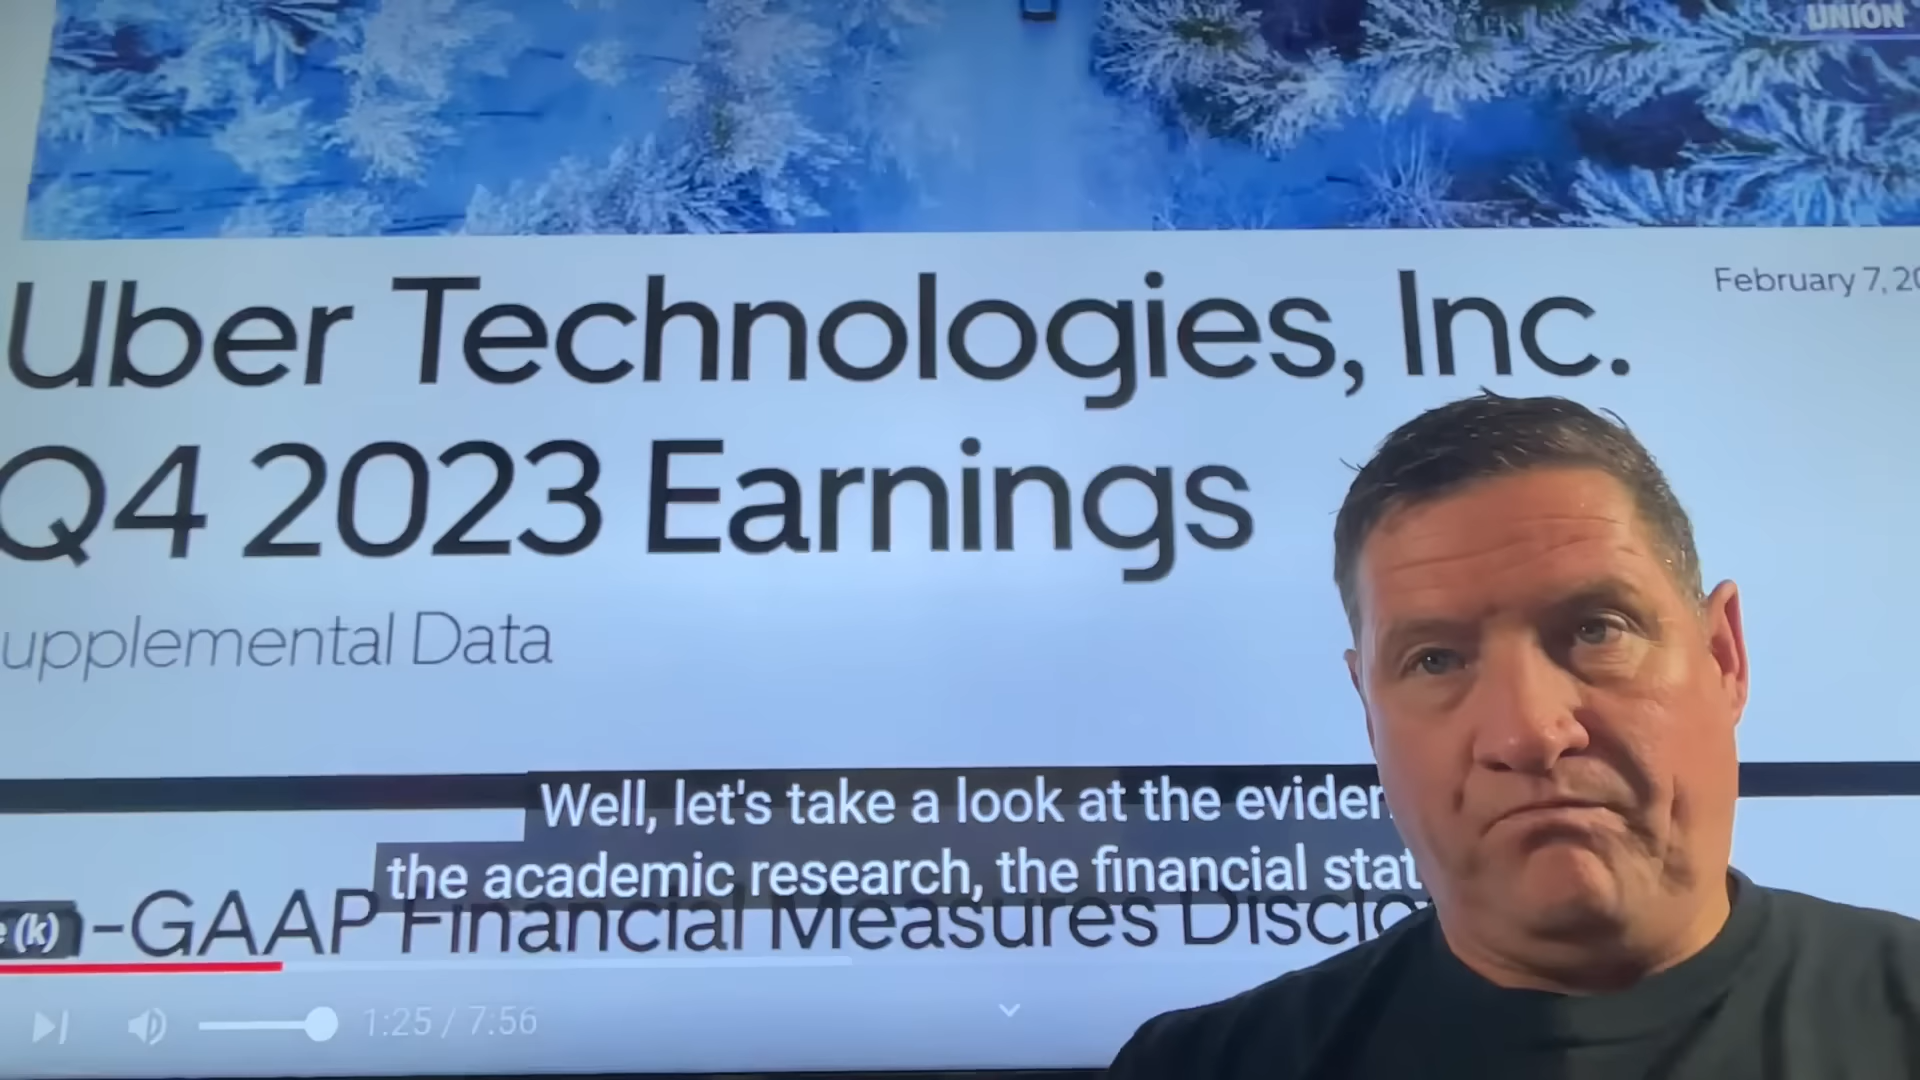 UNION
February 7, 20
Uber Technologies, Inc.
Q4 2023 Earnings
upplemental Data
Well, let's take a look at the eviden
the academic research, the financial stat
-GAAP Financial Measures Disclo
e (k)
1:25 / 7:56